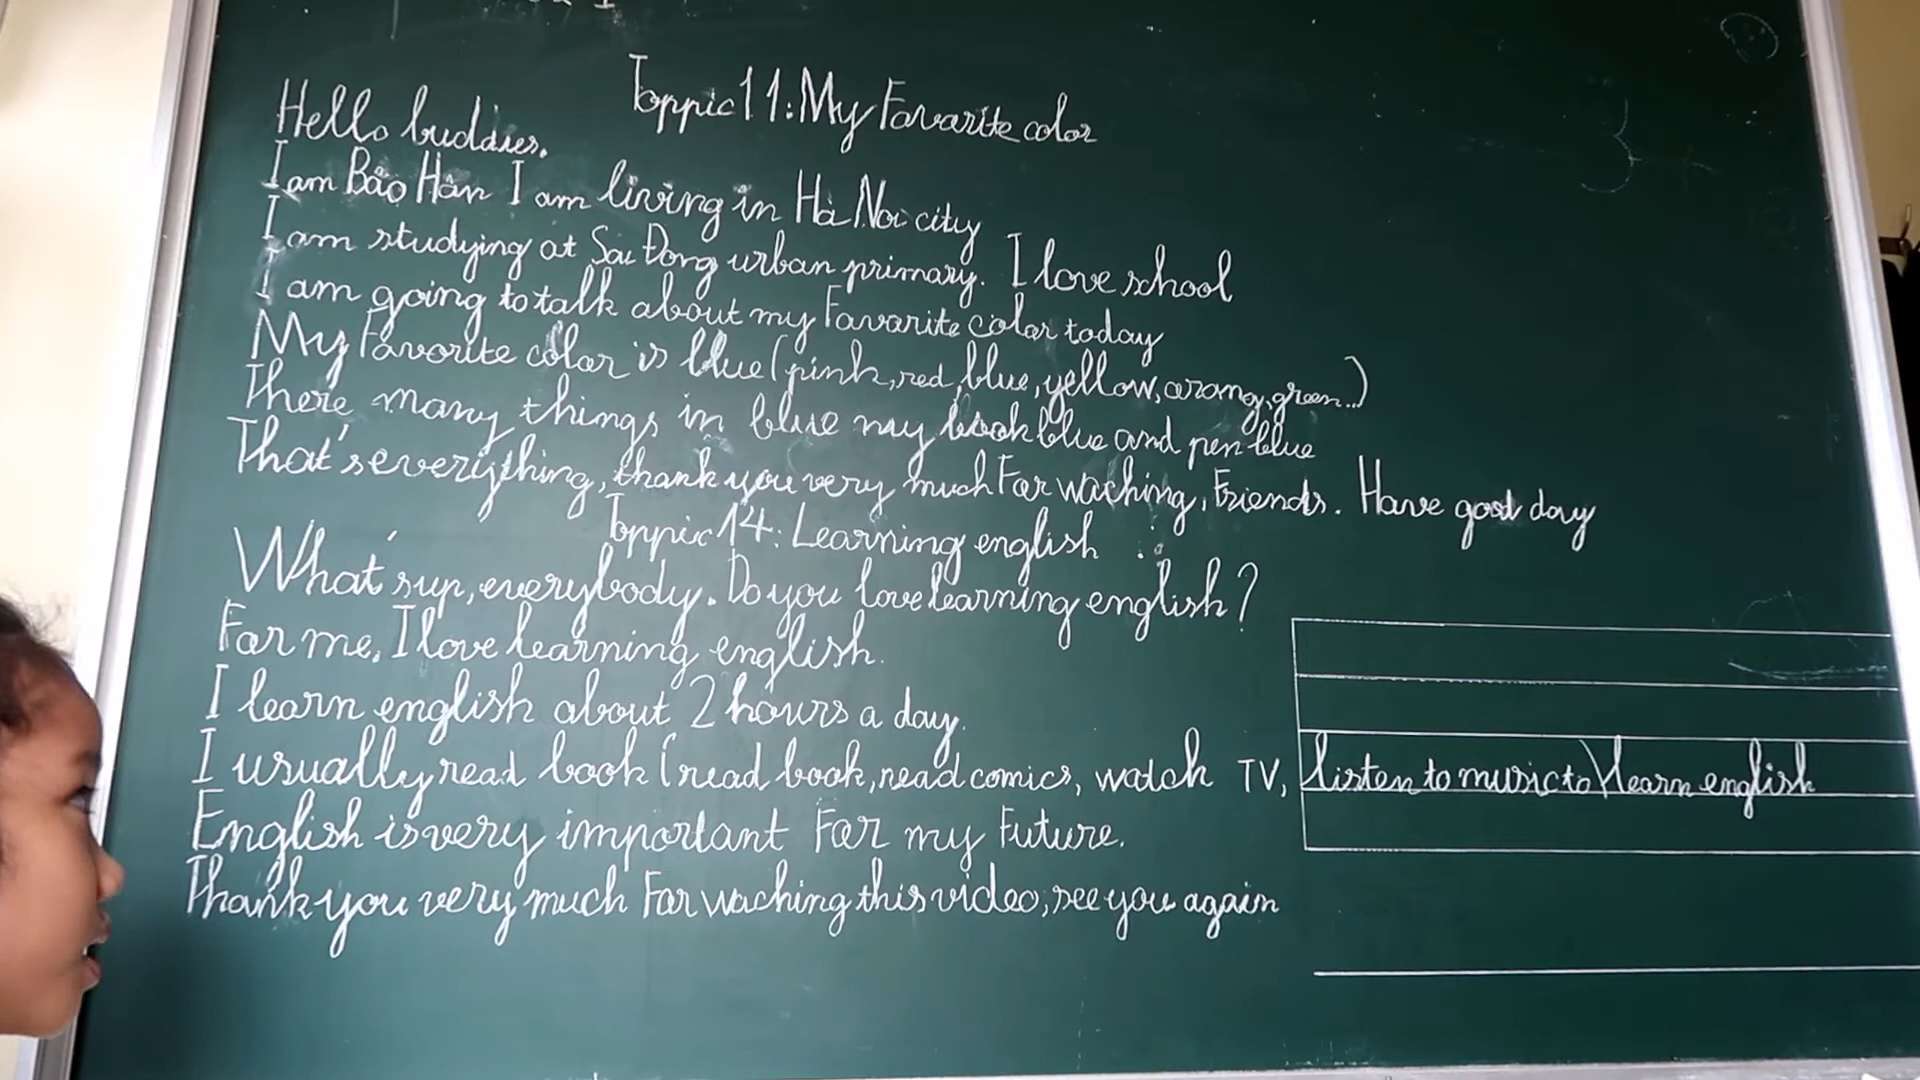 Toppic 11: My Favarite color
Hello buddies.
I am Bảo Hân I am living in Hà Noi city
I am studying at Sai Đong urban primary. I love school
I am going to talk about my Favarite color today
My Favorite color is blue (pink, red, blue, yellow, orang, green...)
There many things in blue my book blue and pen blue
That's everything, thank you very much For waching, Friends. Have good day
Toppic 14: Learning english
What's up, everybody. Do you love learning english?
For me, I love learning english.
I learn english about 2 hours a day.
I usually read book (read book, read comics, watch TV, listen to music to) learn english
English is very important For my Future.
Thank you very much For waching this video, see you again